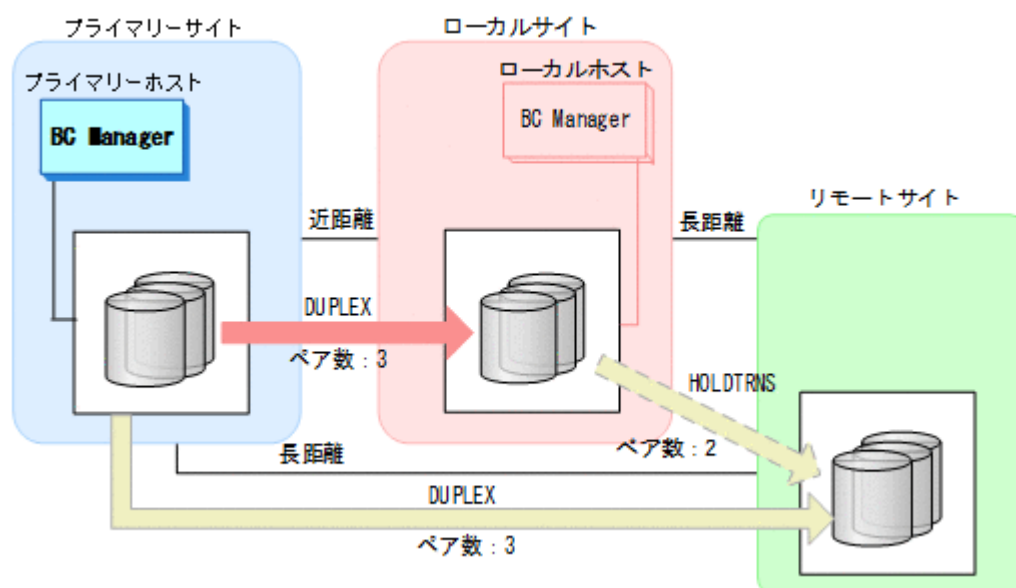 プライマリーサイト
ローカルサイト
プライマリーホスト
ローカルホスト
BC Manager
BC Manager
リモートサイト
近距離
長距離
DUPLEX
ペア数：3
HOLDTRNS
ペア数：2
長距離
DUPLEX
ペア数：3